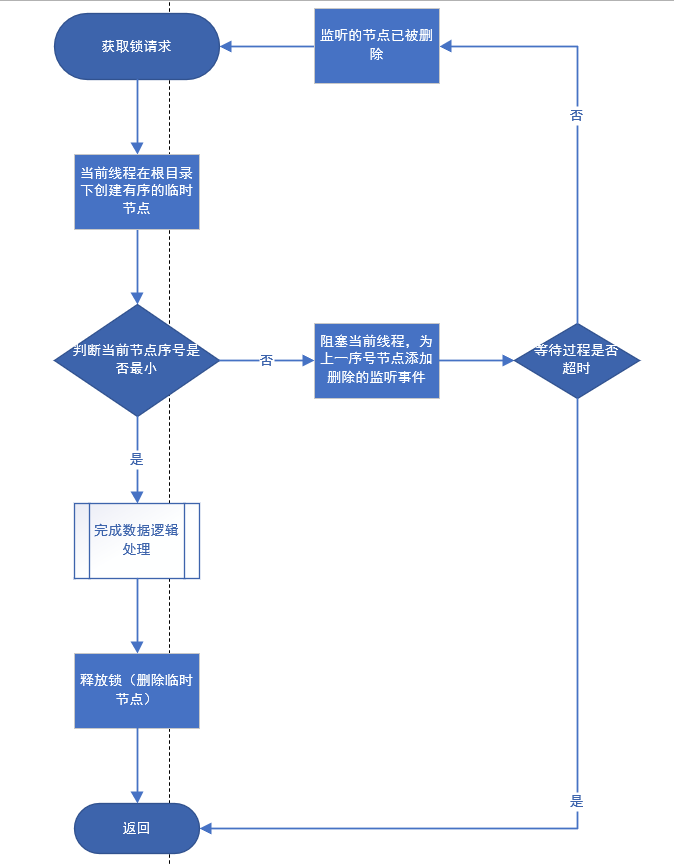 获取锁请求
监听的节点已被删
除
否
当前线程在根目录
下创建有序的临时
节点
判断当前节点序号是
否最小
否
阻塞当前线程，为
上一序号节点添加
删除的监听事件
等待过程是否
超时
是
完成数据逻辑
处理
释放锁（删除临时
节点）
是
返回